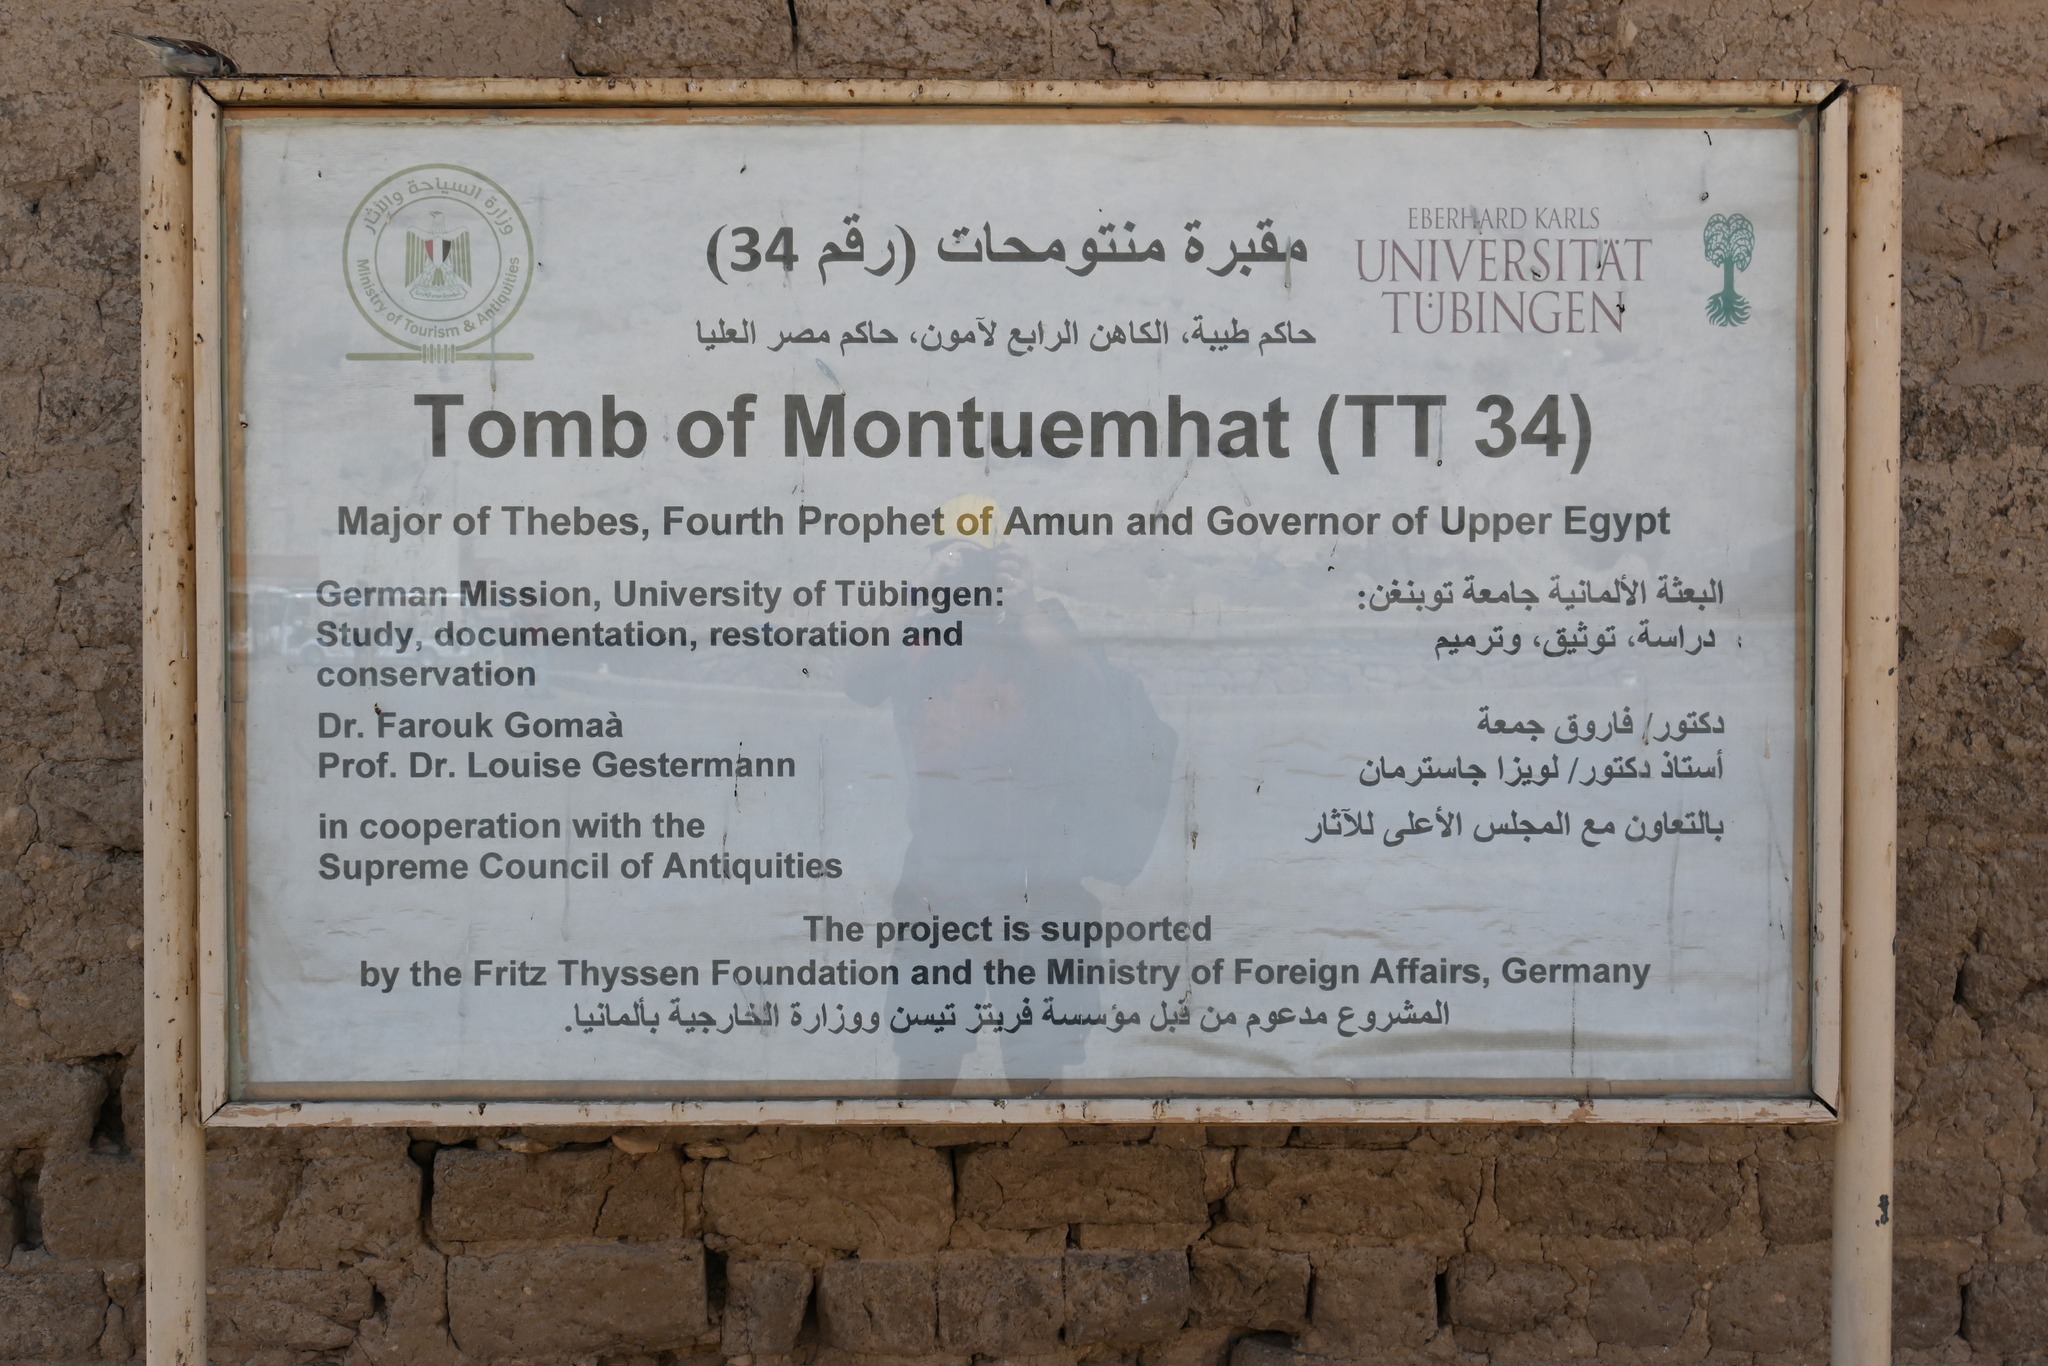 وزارة السياحة والآثار
Ministry of Tourism & Antiquities
مقبرة منتومحات (رقم 34)
EBERHARD KARLS
UNIVERSITÄT
TÜBINGEN
حاكم طيبة، الكاهن الرابع لآمون، حاكم مصر العليا
Tomb of Montuemhat (TT 34)
Major of Thebes, Fourth Prophet of Amun and Governor of Upper Egypt
German Mission, University of Tübingen:
Study, documentation, restoration and
conservation
Dr. Farouk Gomaà
Prof. Dr. Louise Gestermann
in cooperation with the
Supreme Council of Antiquities
البعثة الألمانية جامعة توبنغن:
دراسة، توثيق، وترميم
دكتور/ فاروق جمعة
أستاذ دكتور/ لويزا جاسترمان
بالتعاون مع المجلس الأعلى للآثار
The project is supported
by the Fritz Thyssen Foundation and the Ministry of Foreign Affairs, Germany
المشروع مدعوم من قبل مؤسسة فريتز تيسن ووزارة الخارجية بألمانيا.